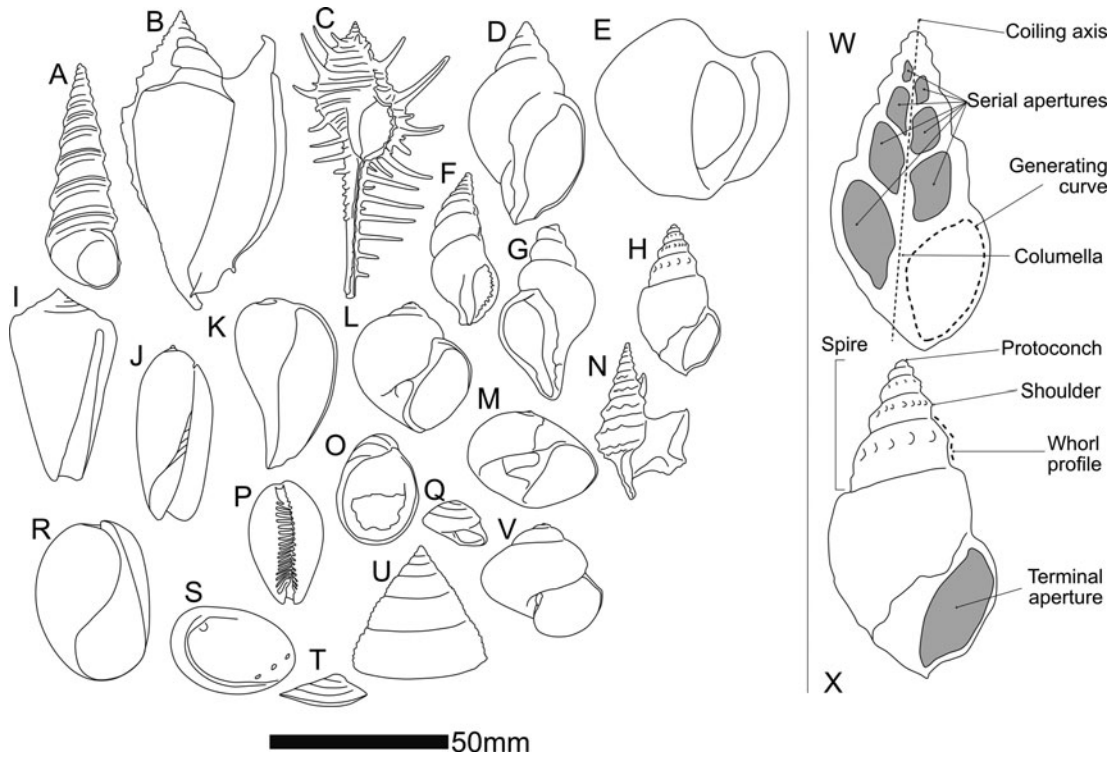 A
B
C
D
E
F
G
H
I
J
K
L
M
N
O
P
Q
R
S
T
U
V
50mm
W
Coiling axis
Serial apertures
Generating
curve
Columella
Spire
Protoconch
Shoulder
Whorl
profile
Terminal
aperture
X